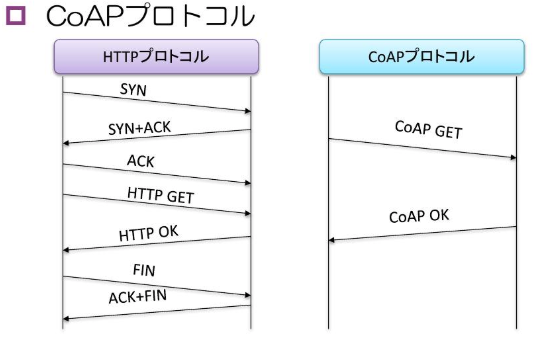 CoAPプロトコル
HTTPプロトコル
SYN
SYN+ACK
ACK
HTTP GET
HTTP OK
FIN
ACK+FIN
CoAPプロトコル
CoAP GET
CoAP OK